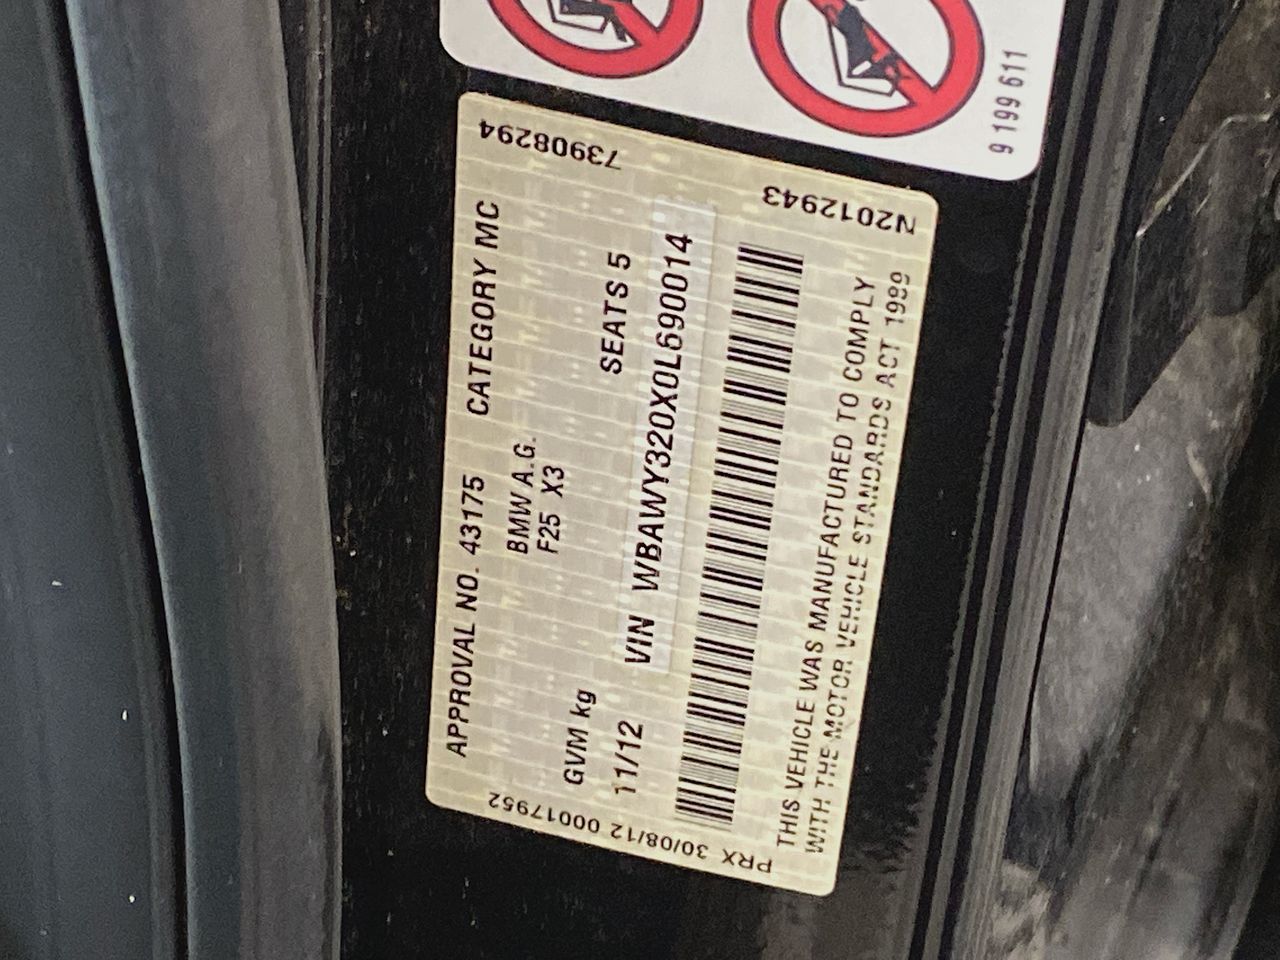 9 199 611
73908294
N2012943
APPROVAL NO. 43175 CATEGORY MC
BMW A.G.
F25 X3
GVM kg SEATS 5
11/12 VIN WBAWY320X0L690014
THIS VEHICLE WAS MANUFACTURED TO COMPLY
WITH THE MOTOR VEHICLE STANDARDS ACT 1989
PRX 30/08/12 00017952